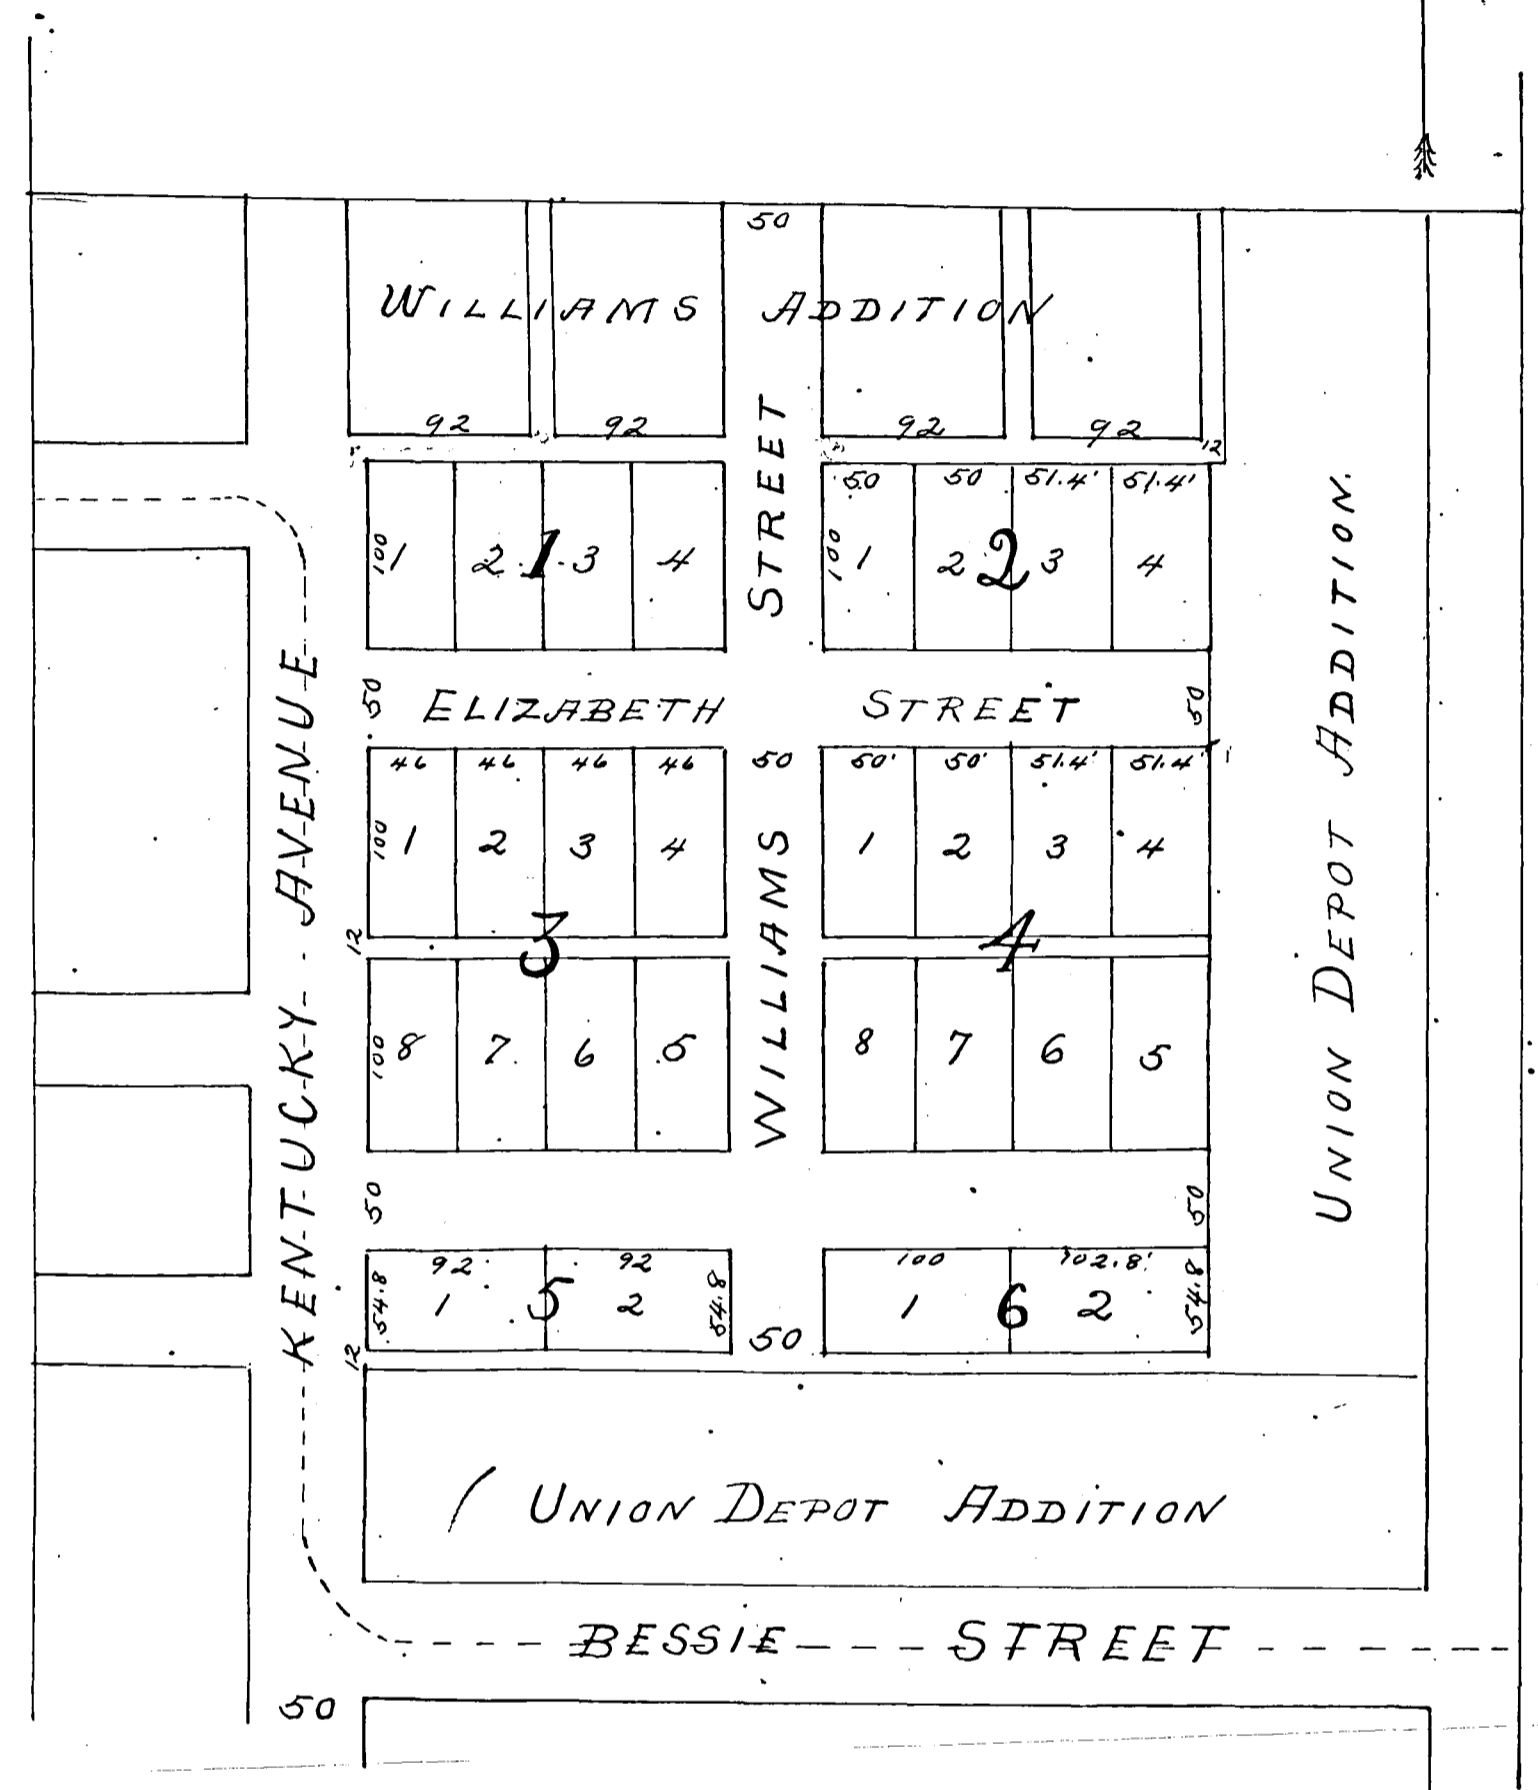 50
WILLIAMS ADDITION
92 92 92 92 12
50 50 51.4' 51.4'
100 1 2 1 3 4 100 1 2 2 3 4
STREET
50 ELIZABETH STREET 50
46 46 46 46 50 50' 50' 51.4' 51.4'
100 1 2 3 4 1 2 3 4
12 3 4
100 8 7 6 5 8 7 6 5
WILLIAMS
KENTUCKY AVENUE
UNION DEPOT ADDITION.
50 50
92 92 100 102.8'
54.8 1 5 2 54.8 1 6 2 54.8
12 50
UNION DEPOT ADDITION
BESSIE STREET
50